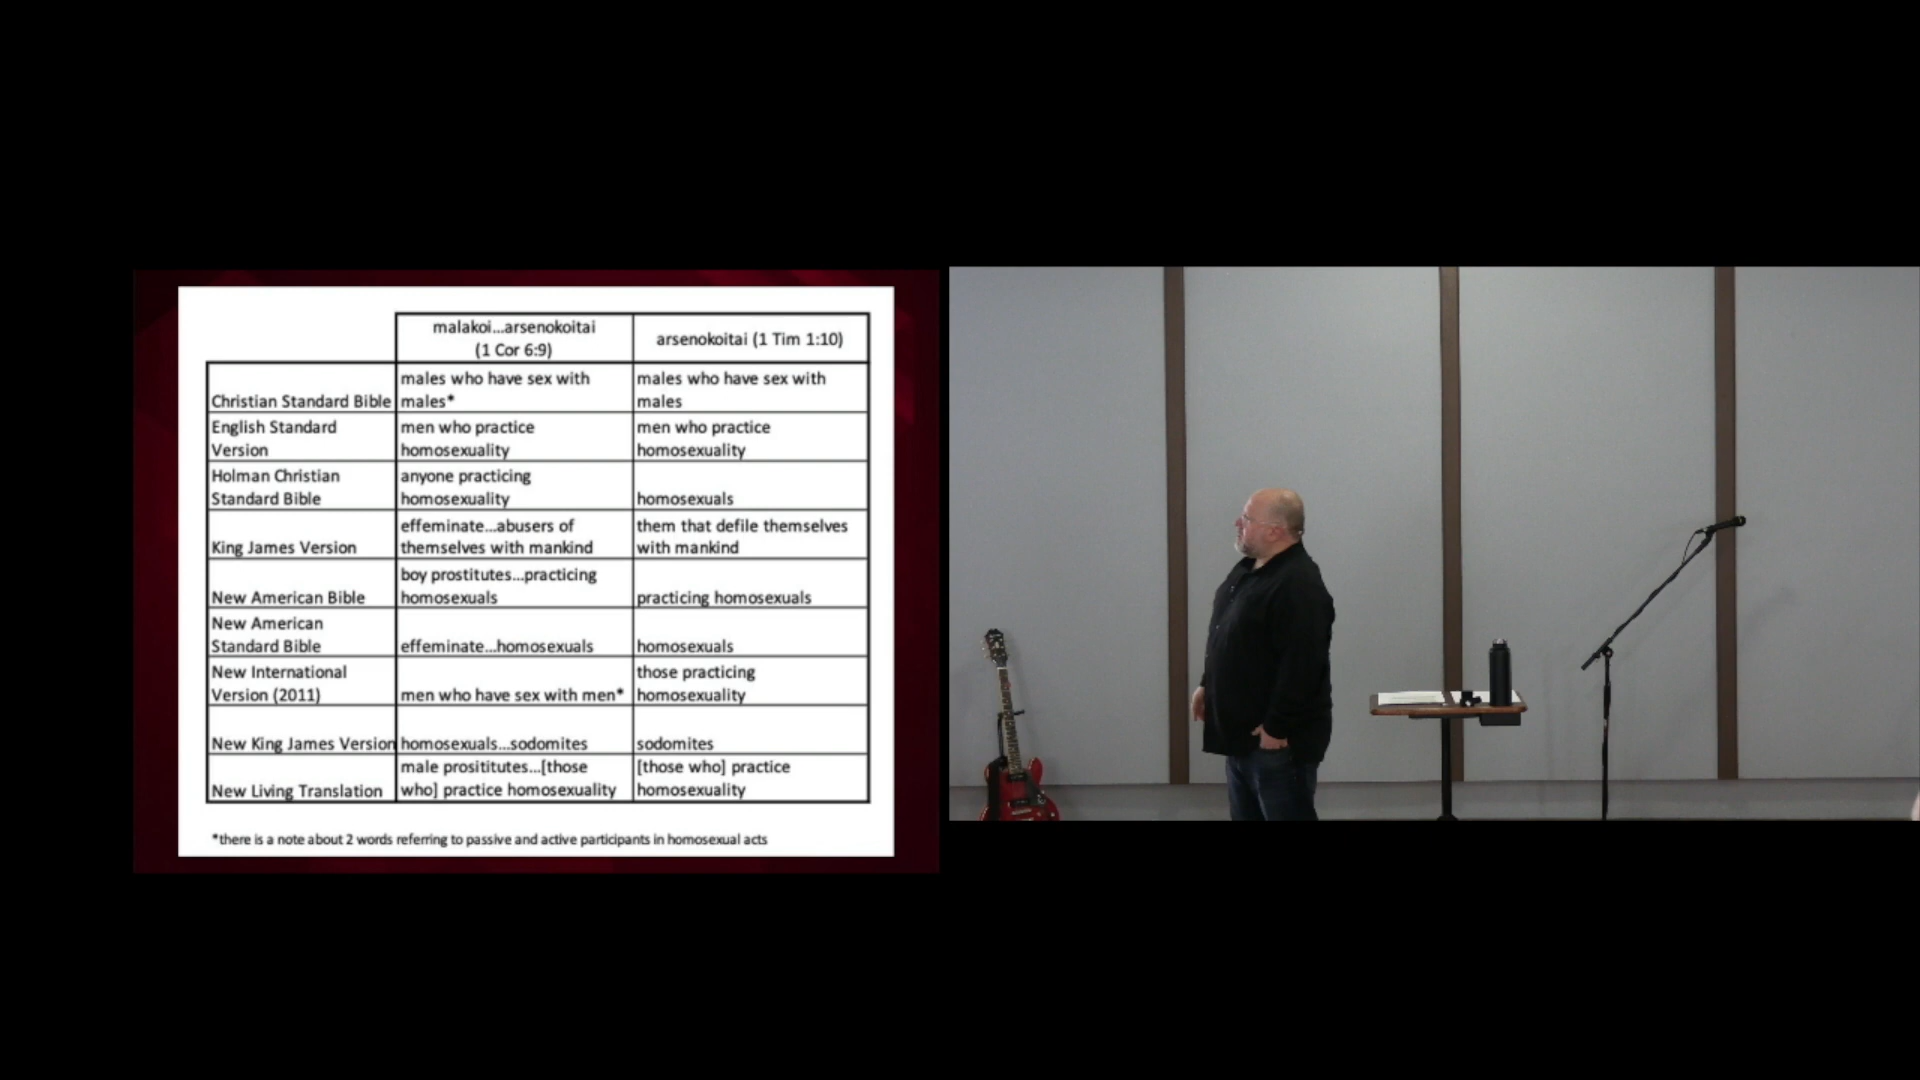 malakoi...arsenokoitai
(1 Cor 6:9)
arsenokoitai (1 Tim 1:10)
Christian Standard Bible
males who have sex with
males*
males who have sex with
males
English Standard
Version
men who practice
homosexuality
men who practice
homosexuality
Holman Christian
Standard Bible
anyone practicing
homosexuality
homosexuals
King James Version
effeminate...abusers of
themselves with mankind
them that defile themselves
with mankind
New American Bible
boy prostitutes...practicing
homosexuals
practicing homosexuals
New American
Standard Bible
effeminate...homosexuals
homosexuals
New International
Version (2011)
men who have sex with men*
those practicing
homosexuality
New King James Version
homosexuals...sodomites
sodomites
New Living Translation
male prosititutes...[those
who] practice homosexuality
[those who] practice
homosexuality
*there is a note about 2 words referring to passive and active participants in homosexual acts